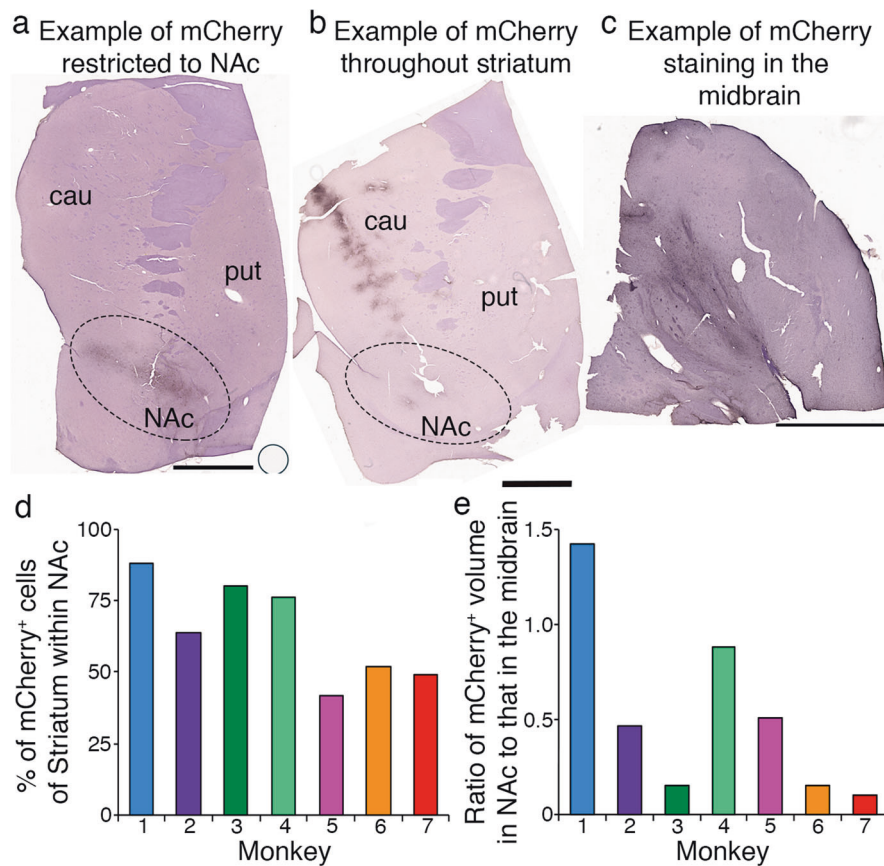 a Example of mCherry
restricted to NAc
cau
put
NAc
b Example of mCherry
throughout striatum
cau
put
NAc
c Example of mCherry
staining in the
midbrain
d
% of mCherry⁺ cells
of Striatum within NAc
100
75
50
25
0
1 2 3 4 5 6 7
Monkey
e
Ratio of mCherry⁺ volume
in NAc to that in the midbrain
1.5
1.0
0.5
0
1 2 3 4 5 6 7
Monkey